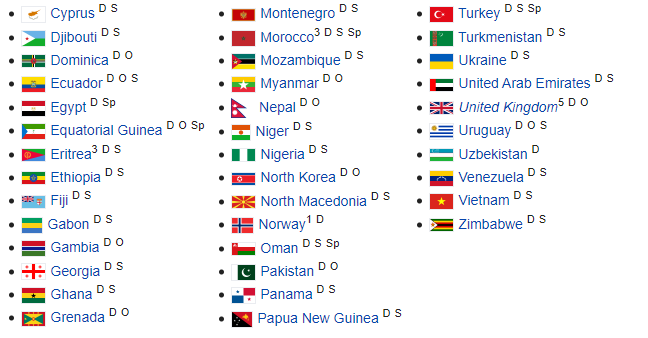 Cyprus D S
Djibouti D S
Dominica D O
Ecuador D O S
Egypt D Sp
Equatorial Guinea D O Sp
Eritrea3 D S
Ethiopia D S
Fiji D S
Gabon D S
Gambia D O
Georgia D S
Ghana D S
Grenada D O
Montenegro D S
Morocco3 D S Sp
Mozambique D S
Myanmar D O
Nepal D O
Niger D S
Nigeria D S
North Korea D O
North Macedonia D S
Norway1 D
Oman D S Sp
Pakistan D O
Panama D S
Papua New Guinea D S
Turkey D S Sp
Turkmenistan D S
Ukraine D S
United Arab Emirates D S
United Kingdom5 D O
Uruguay D O S
Uzbekistan D
Venezuela D S
Vietnam D S
Zimbabwe D S